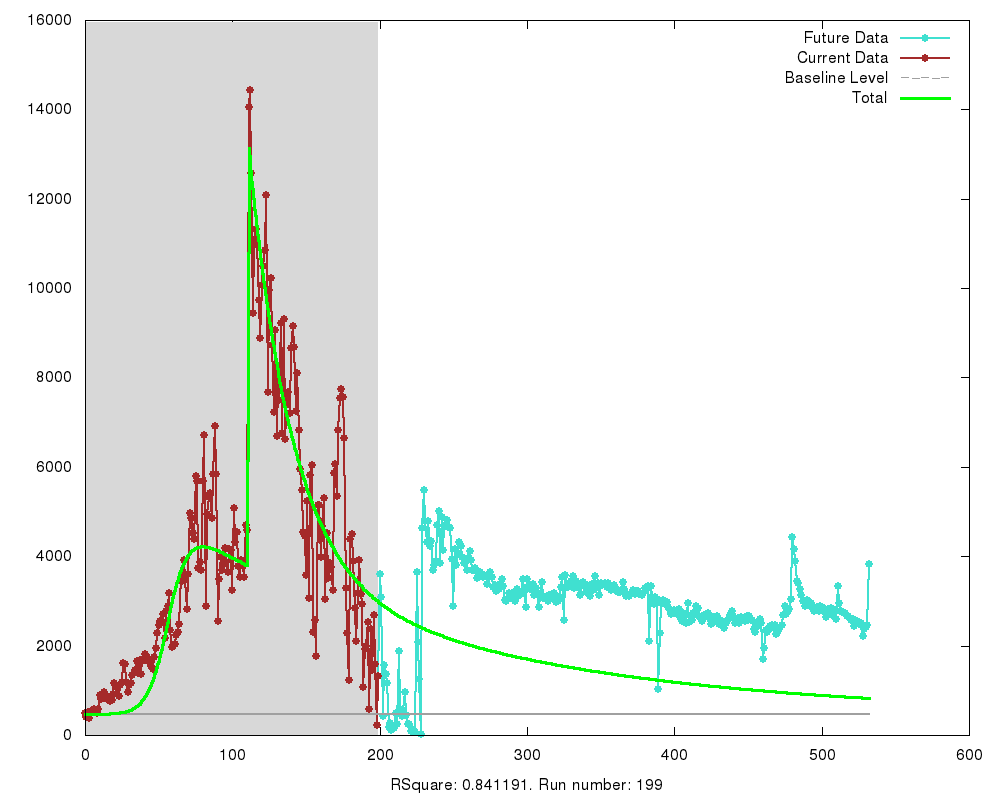 16000
14000
12000
10000
8000
6000
4000
2000
0
Future Data
Current Data
Baseline Level
Total
0 100 200 300 400 500 600
RSquare: 0.841191. Run number: 199